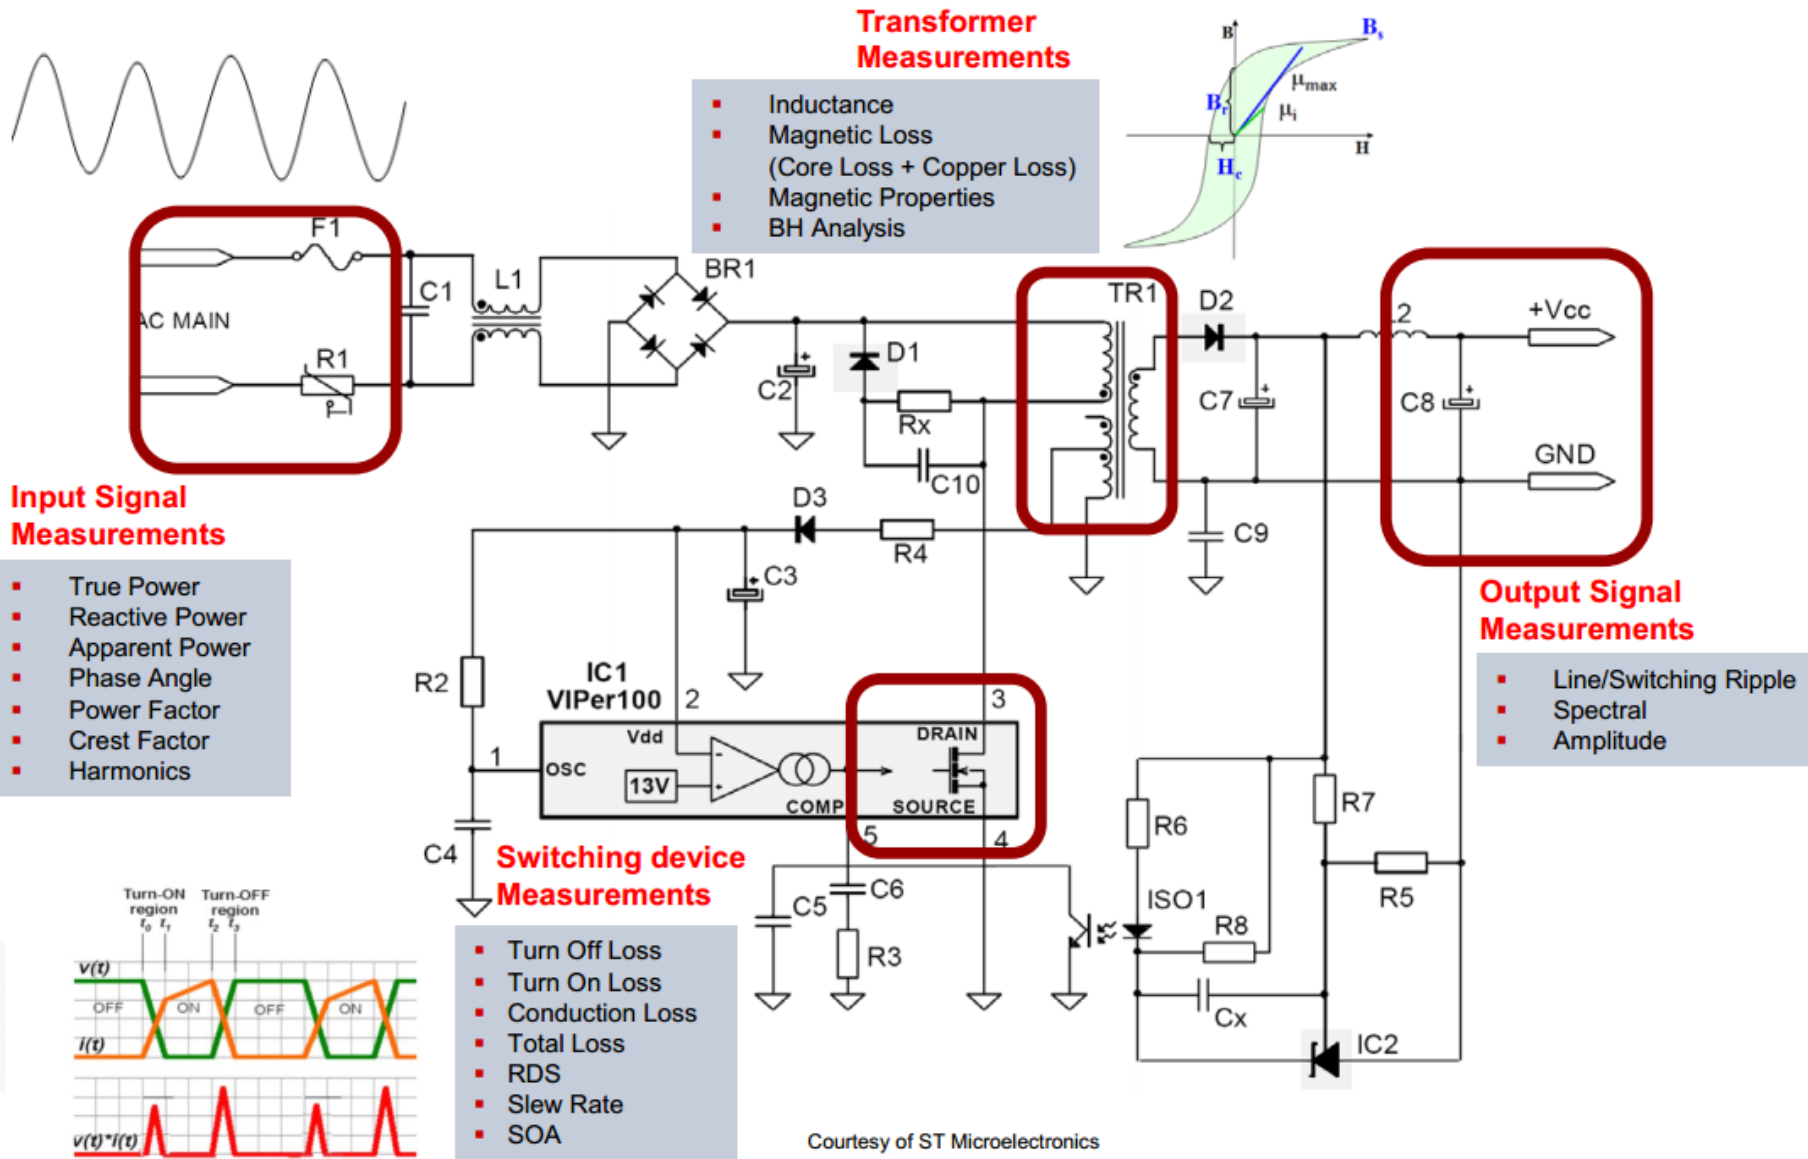 Transformer
Measurements
▪ Inductance
▪ Magnetic Loss
(Core Loss + Copper Loss)
▪ Magnetic Properties
▪ BH Analysis
B
Bs
μmax
Br
μi
H
Hc
F1
AC MAIN
R1
C1
L1
BR1
C2
D1
Rx
C10
TR1
D2
C7
L2
C8
+Vcc
GND
C9
Input Signal
Measurements
▪ True Power
▪ Reactive Power
▪ Apparent Power
▪ Phase Angle
▪ Power Factor
▪ Crest Factor
▪ Harmonics
D3
R4
C3
R2
IC1
VIPer100
2
3
Vdd
DRAIN
1
OSC
13V
COMP
SOURCE
5
4
C4
Output Signal
Measurements
▪ Line/Switching Ripple
▪ Spectral
▪ Amplitude
Switching device
Measurements
▪ Turn Off Loss
▪ Turn On Loss
▪ Conduction Loss
▪ Total Loss
▪ RDS
▪ Slew Rate
▪ SOA
C5
C6
R3
R6
R7
R5
ISO1
R8
Cx
IC2
Turn-ON Turn-OFF
region region
t0 t1 t2 t3
v(t)
OFF ON OFF ON
i(t)
v(t)*i(t)
Courtesy of ST Microelectronics